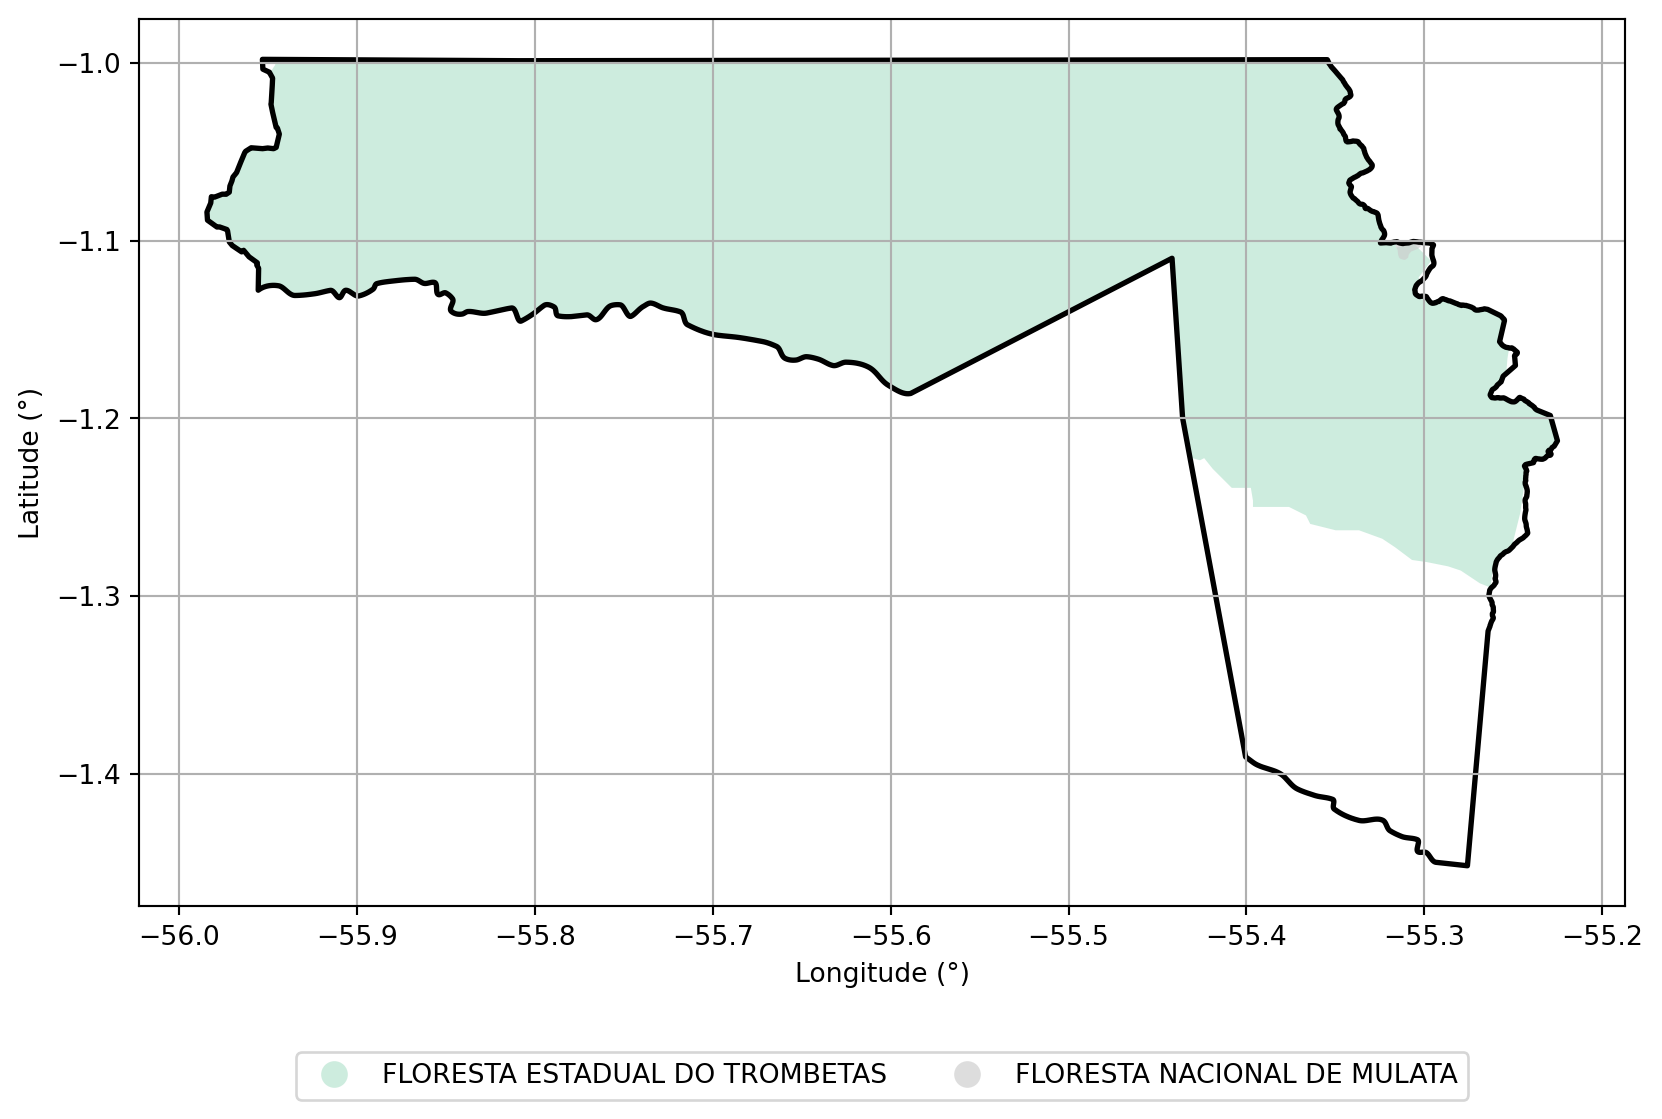 −1.0
−1.1
−1.2
−1.3
−1.4
Latitude (°)
−56.0 −55.9 −55.8 −55.7 −55.6 −55.5 −55.4 −55.3 −55.2
Longitude (°)
FLORESTA ESTADUAL DO TROMBETAS FLORESTA NACIONAL DE MULATA